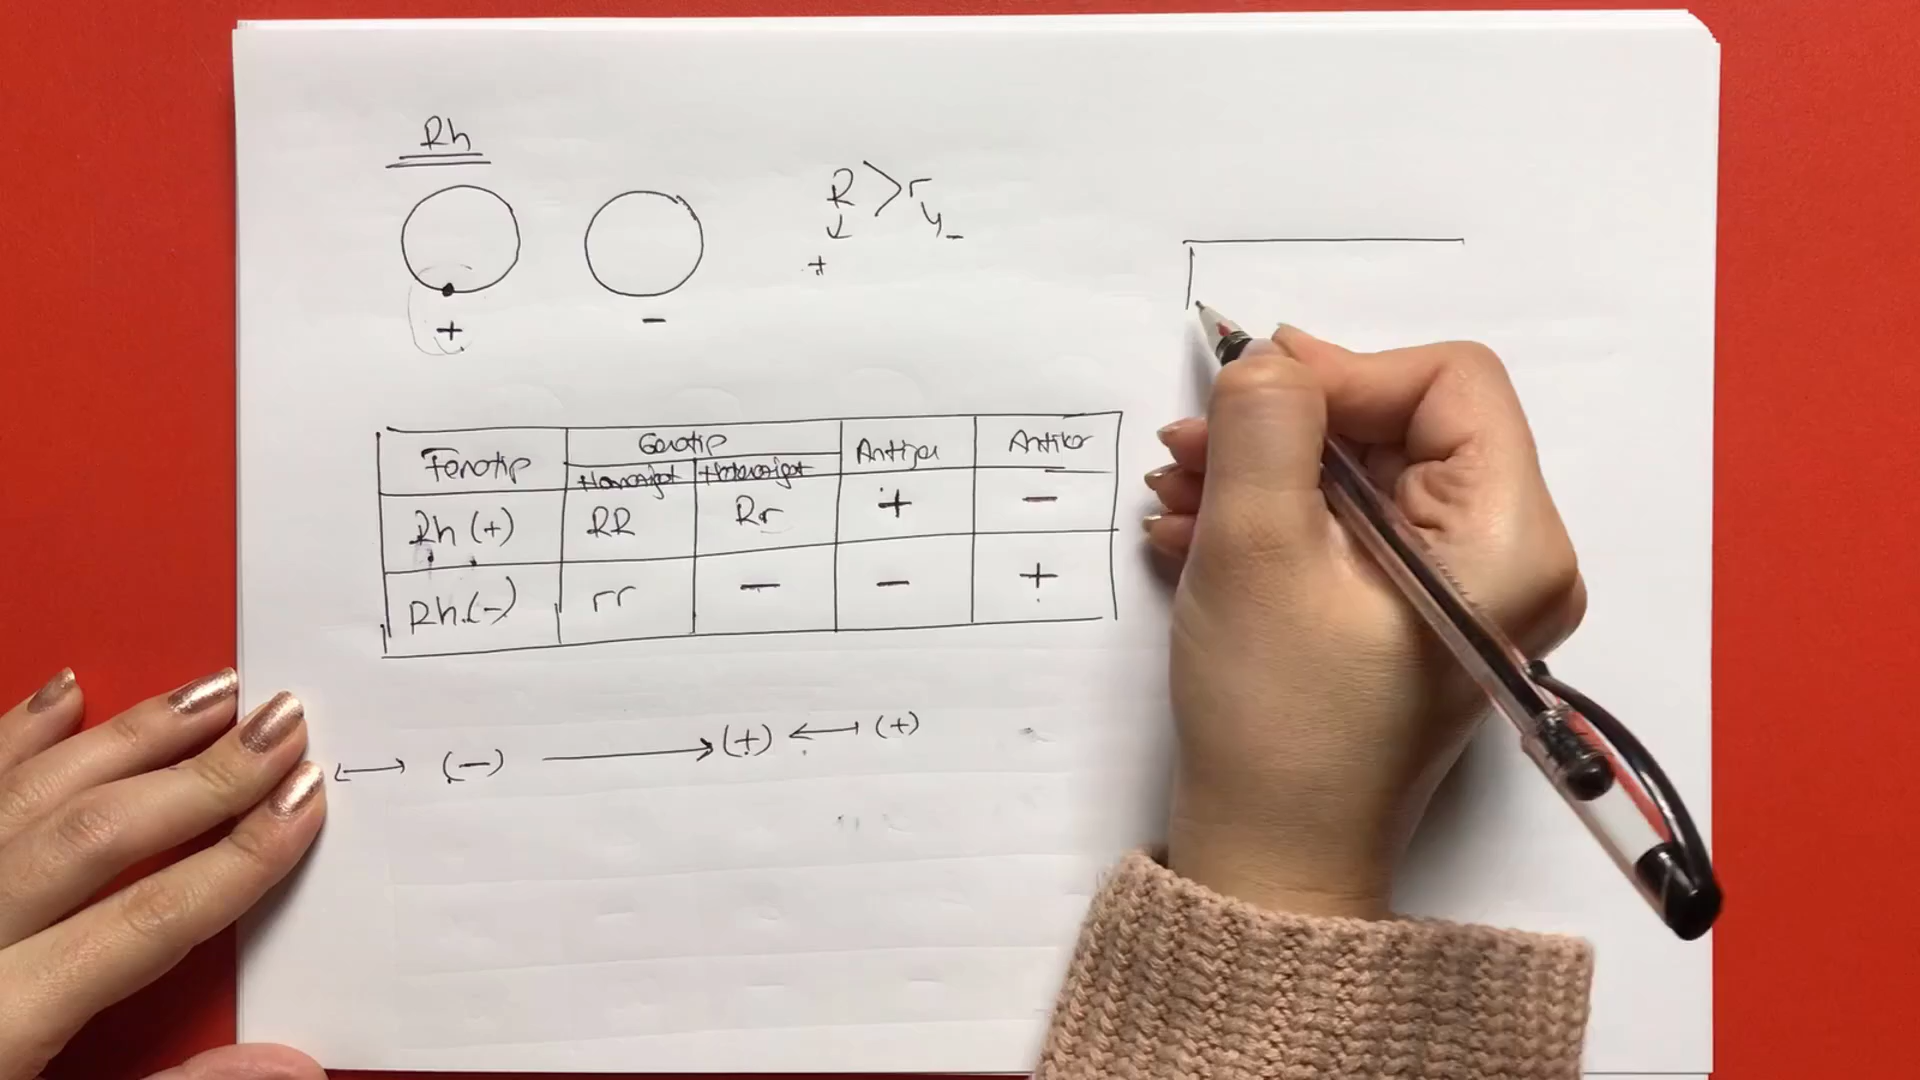 Rh
R > r
+ -
+ -
Fenotip Genotip Antijen Antikor
Homozigot Heterozigot
Rh (+) RR Rr + -
Rh (-) rr - - +
↔ (-) → (+) ↔ (+)